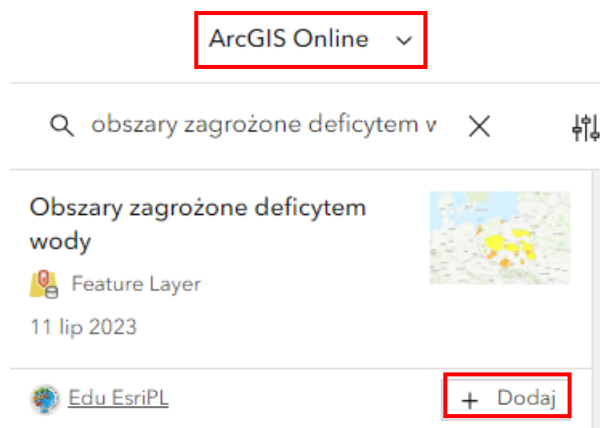 ArcGIS Online
obszary zagrożone deficytem w
Obszary zagrożone deficytem
wody
Feature Layer
11 lip 2023
Edu EsriPL
+ Dodaj